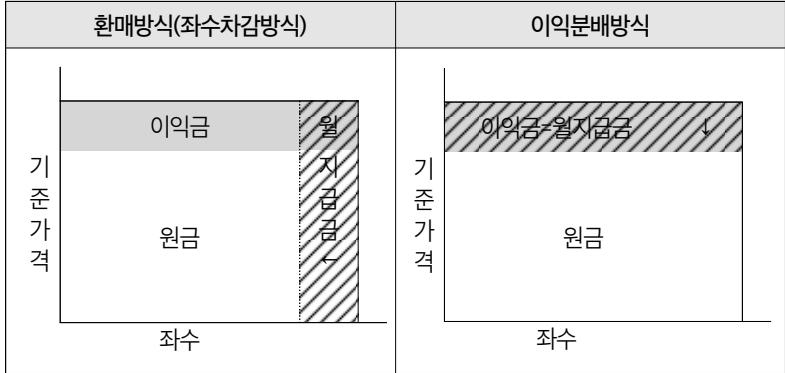 환매방식(좌수차감방식)
이익분배방식
기준가격
이익금
월지급금←
원금
좌수
기준가격
이익금=월지급금 ↓
원금
좌수